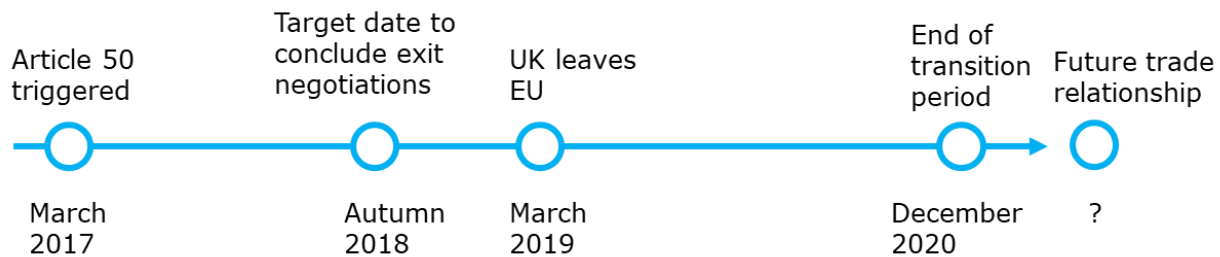 Article 50
triggered
Target date to
conclude exit
negotiations
UK leaves
EU
End of
transition
period
Future trade
relationship
March
2017
Autumn
2018
March
2019
December
2020
?